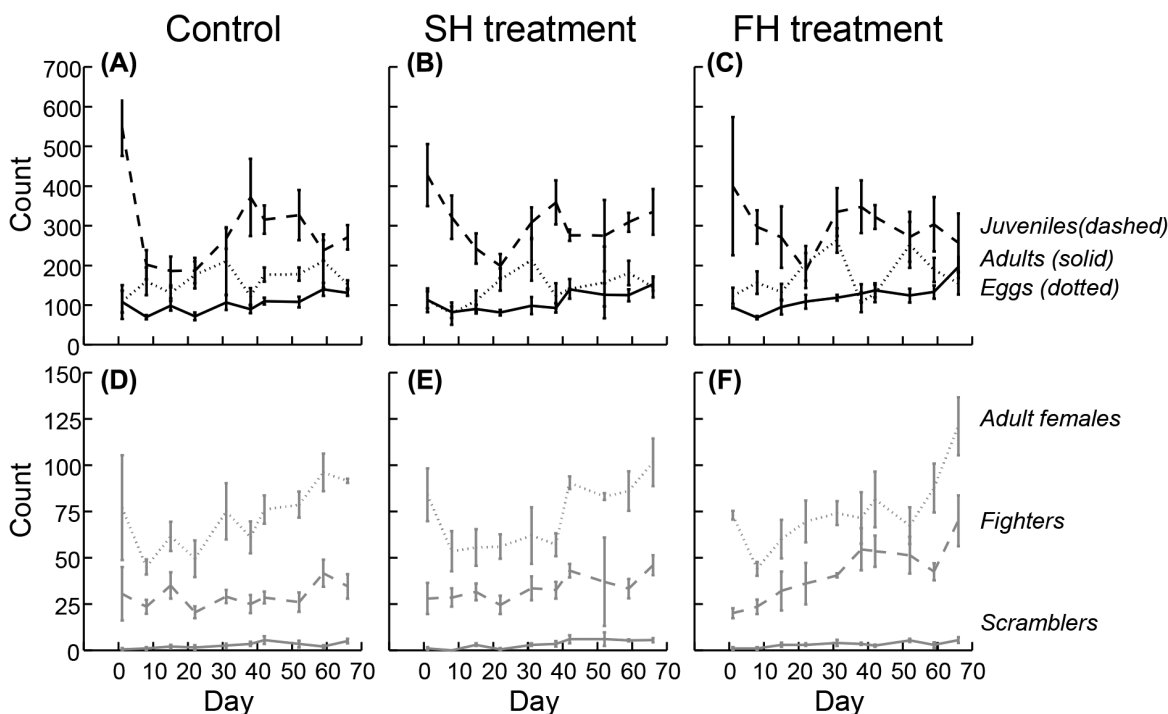 Control SH treatment FH treatment
(A) (B) (C)
700
600
500
400
300
200
100
0
Count
Juveniles(dashed)
Adults (solid)
Eggs (dotted)
(D) (E) (F)
150
125
100
75
50
25
0
Count
Adult females
Fighters
Scramblers
0 10 20 30 40 50 60 70 0 10 20 30 40 50 60 70 0 10 20 30 40 50 60 70
Day Day Day